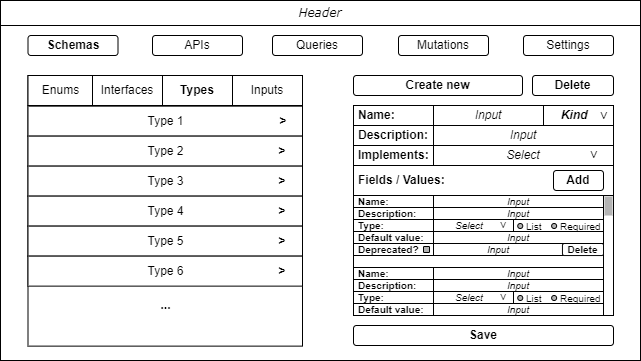 Header
Schemas APIs Queries Mutations Settings
Enums Interfaces Types Inputs
Type 1 >
Type 2 >
Type 3 >
Type 4 >
Type 5 >
Type 6 >
...
Create new Delete
Name: Input Kind V
Description: Input
Implements: Select V
Fields / Values: Add
Name: Input
Description: Input
Type: Select V List Required
Default value: Input
Deprecated? Input Delete
Name: Input
Description: Input
Type: Select V List Required
Default value: Input
Save